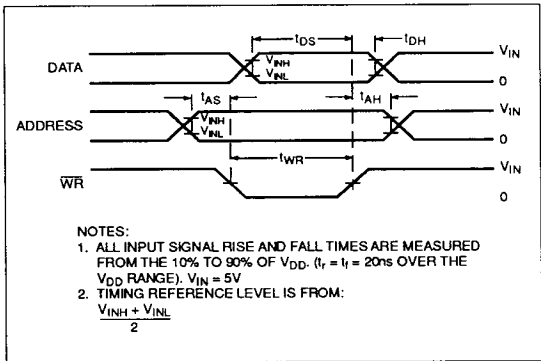 tDS
tDH
DATA
VINH
VINL
VIN
0
tAS
tAH
ADDRESS
VINH
VINL
VIN
0
tWR
WR
VIN
0
NOTES:
1. ALL INPUT SIGNAL RISE AND FALL TIMES ARE MEASURED
FROM THE 10% TO 90% OF VDD. (tr = tf = 20ns OVER THE
VDD RANGE). VIN = 5V
2. TIMING REFERENCE LEVEL IS FROM:
VINH + VINL
2